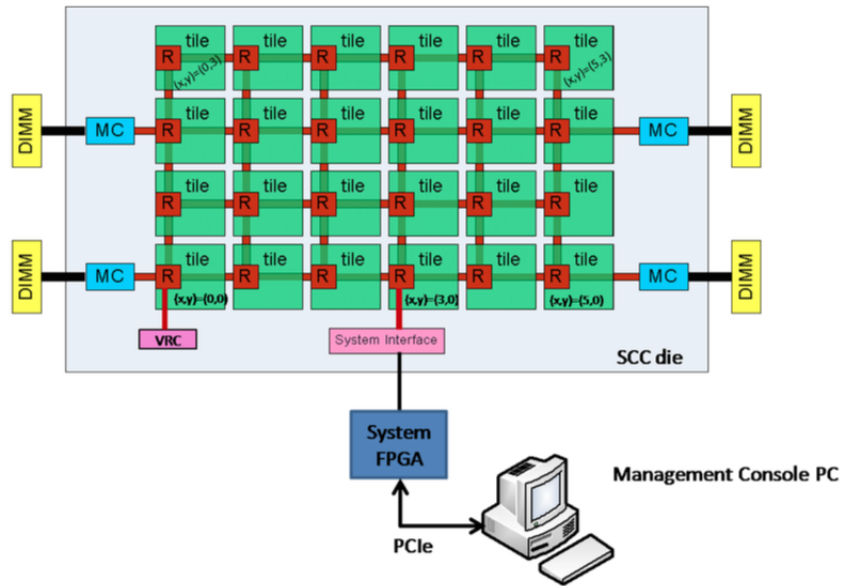 tile tile tile tile tile tile
R R R R R R
(x,y)=(0,3) (x,y)=(5,3)
tile tile tile tile tile tile
DIMM MC R R R R R R MC DIMM
tile tile tile tile tile tile
R R R R R R
tile tile tile tile tile tile
DIMM MC R R R R R R MC DIMM
(x,y)=(0,0) (x,y)=(3,0) (x,y)=(5,0)
VRC System Interface
SCC die
System
FPGA
Management Console PC
PCIe